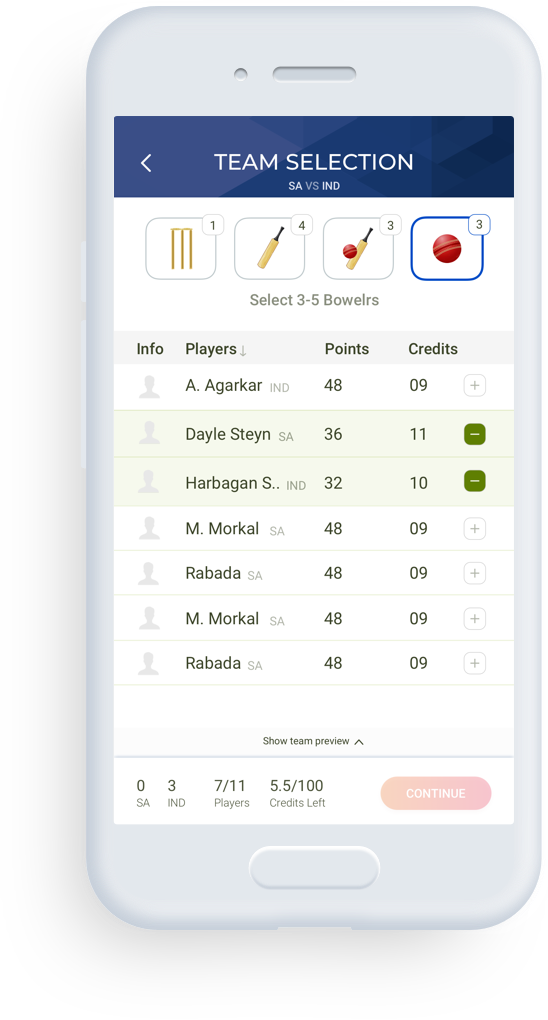 TEAM SELECTION
SA VS IND
1 4 3 3
Select 3-5 Bowelrs
Info Players↓ Points Credits
A. Agarkar IND 48 09 +
Dayle Steyn SA 36 11 −
Harbagan S.. IND 32 10 −
M. Morkal SA 48 09 +
Rabada SA 48 09 +
M. Morkal SA 48 09 +
Rabada SA 48 09 +
Show team preview
0 3 7/11 5.5/100
SA IND Players Credits Left
CONTINUE